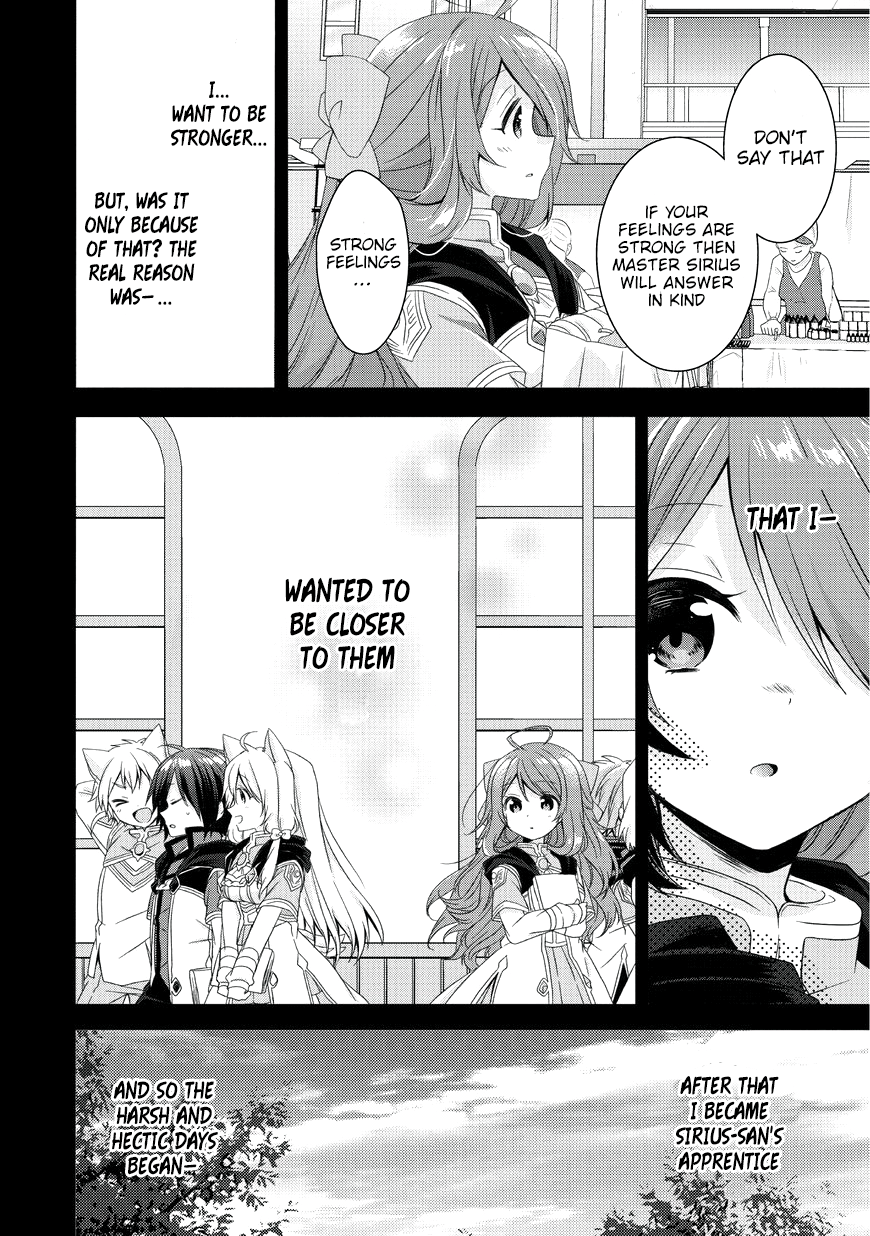 DON'T
SAY THAT
IF YOUR
FEELINGS ARE
STRONG THEN
MASTER SIRIUS
WILL ANSWER
IN KIND
STRONG
FEELINGS
...
I...
WANT TO BE
STRONGER...
BUT, WAS IT
ONLY BECAUSE
OF THAT? THE
REAL REASON
WAS— ...
THAT I—
WANTED TO
BE CLOSER
TO THEM
AFTER THAT
I BECAME
SIRIUS-SAN'S
APPRENTICE
AND SO THE
HARSH AND
HECTIC DAYS
BEGAN—